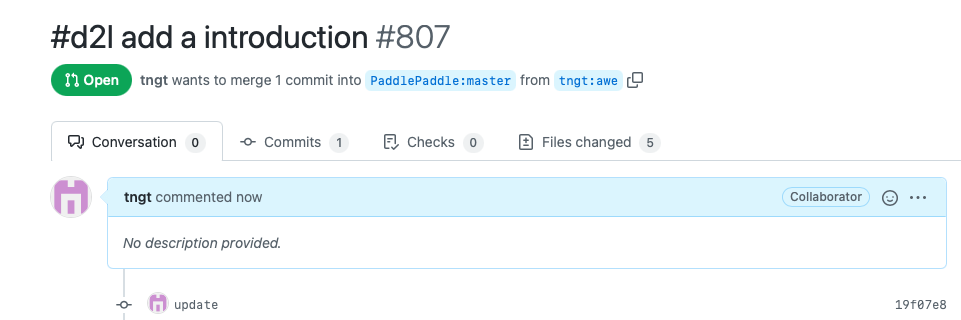 #d2l add a introduction #807
Open tngt wants to merge 1 commit into PaddlePaddle:master from tngt:awe
Conversation 0 Commits 1 Checks 0 Files changed 5
tngt commented now Collaborator
No description provided.
update 19f07e8